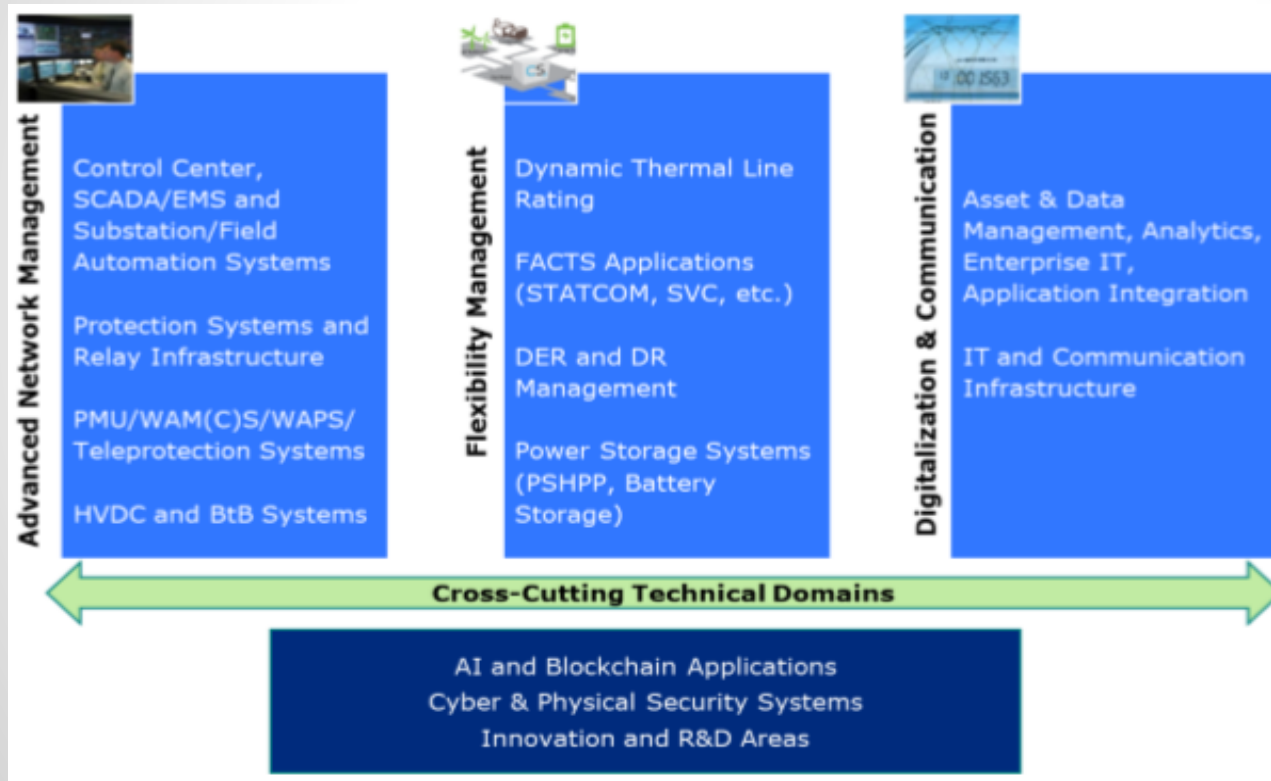 Advanced Network Management
Control Center,
SCADA/EMS and
Substation/Field
Automation Systems
Protection Systems and
Relay Infrastructure
PMU/WAM(C)S/WAPS/
Teleprotection Systems
HVDC and BtB Systems
CS
Flexibility Management
Dynamic Thermal Line
Rating
FACTS Applications
(STATCOM, SVC, etc.)
DER and DR
Management
Power Storage Systems
(PSHPP, Battery
Storage)
001563
Digitalization & Communication
Asset & Data
Management, Analytics,
Enterprise IT,
Application Integration
IT and Communication
Infrastructure
Cross-Cutting Technical Domains
AI and Blockchain Applications
Cyber & Physical Security Systems
Innovation and R&D Areas